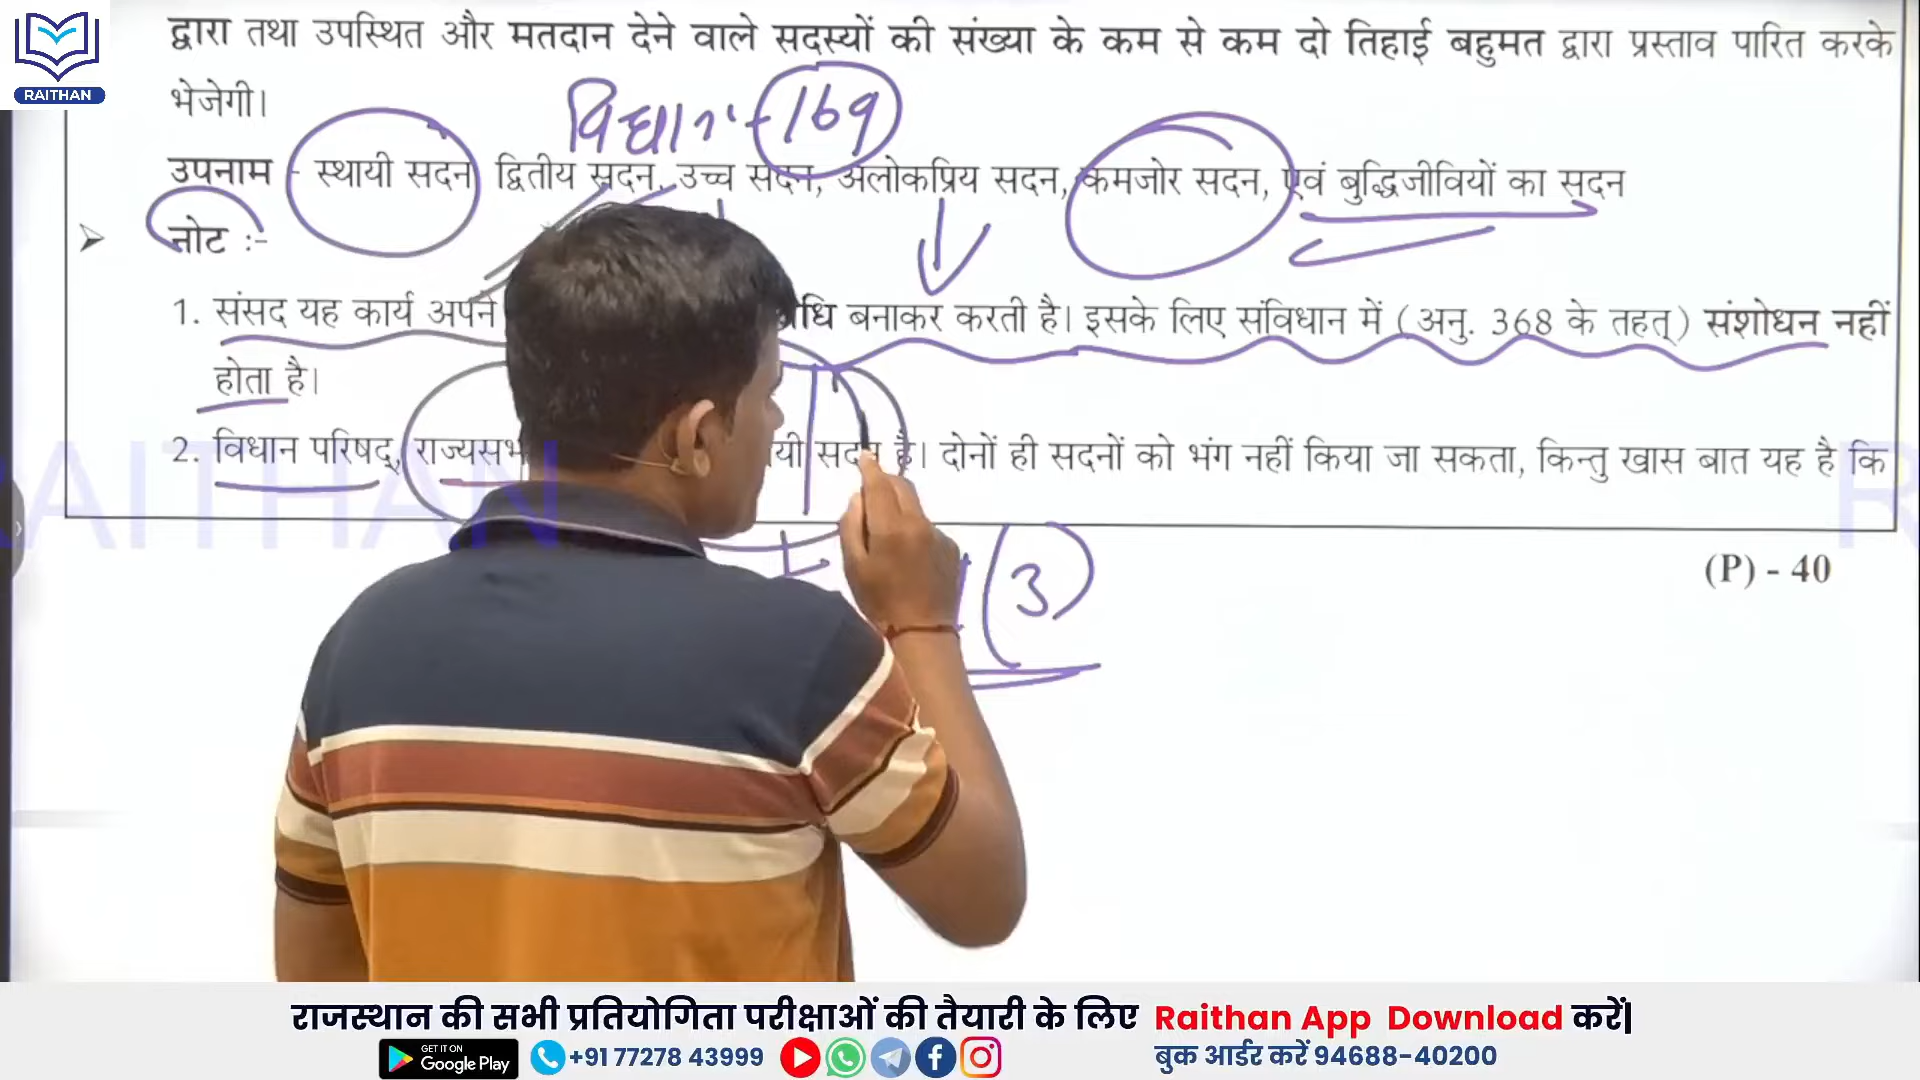 RAITHAN
द्वारा तथा उपस्थित और मतदान देने वाले सदस्यों की संख्या के कम से कम दो तिहाई बहुमत द्वारा प्रस्ताव पारित करके
भेजेगी।
169
उपनाम - स्थायी सदन, द्वितीय सदन, उच्च सदन, अलोकप्रिय सदन, कमजोर सदन, एवं बुद्धिजीवियों का सदन
➤ नोट :-
1. संसद यह कार्य अपने बनाकर करती है। इसके लिए संविधान में (अनु. 368 के तहत्) संशोधन नहीं
होता है।
2. विधान परिषद्, सदन है। दोनों ही सदनों को भंग नहीं किया जा सकता, किन्तु खास बात यह है कि
(3)
(P) - 40
RAITHAN
राजस्थान की सभी प्रतियोगिता परीक्षाओं की तैयारी के लिए Raithan App Download करें|
GET IT ON Google Play +91 77278 43999 बुक आर्डर करें 94688-40200